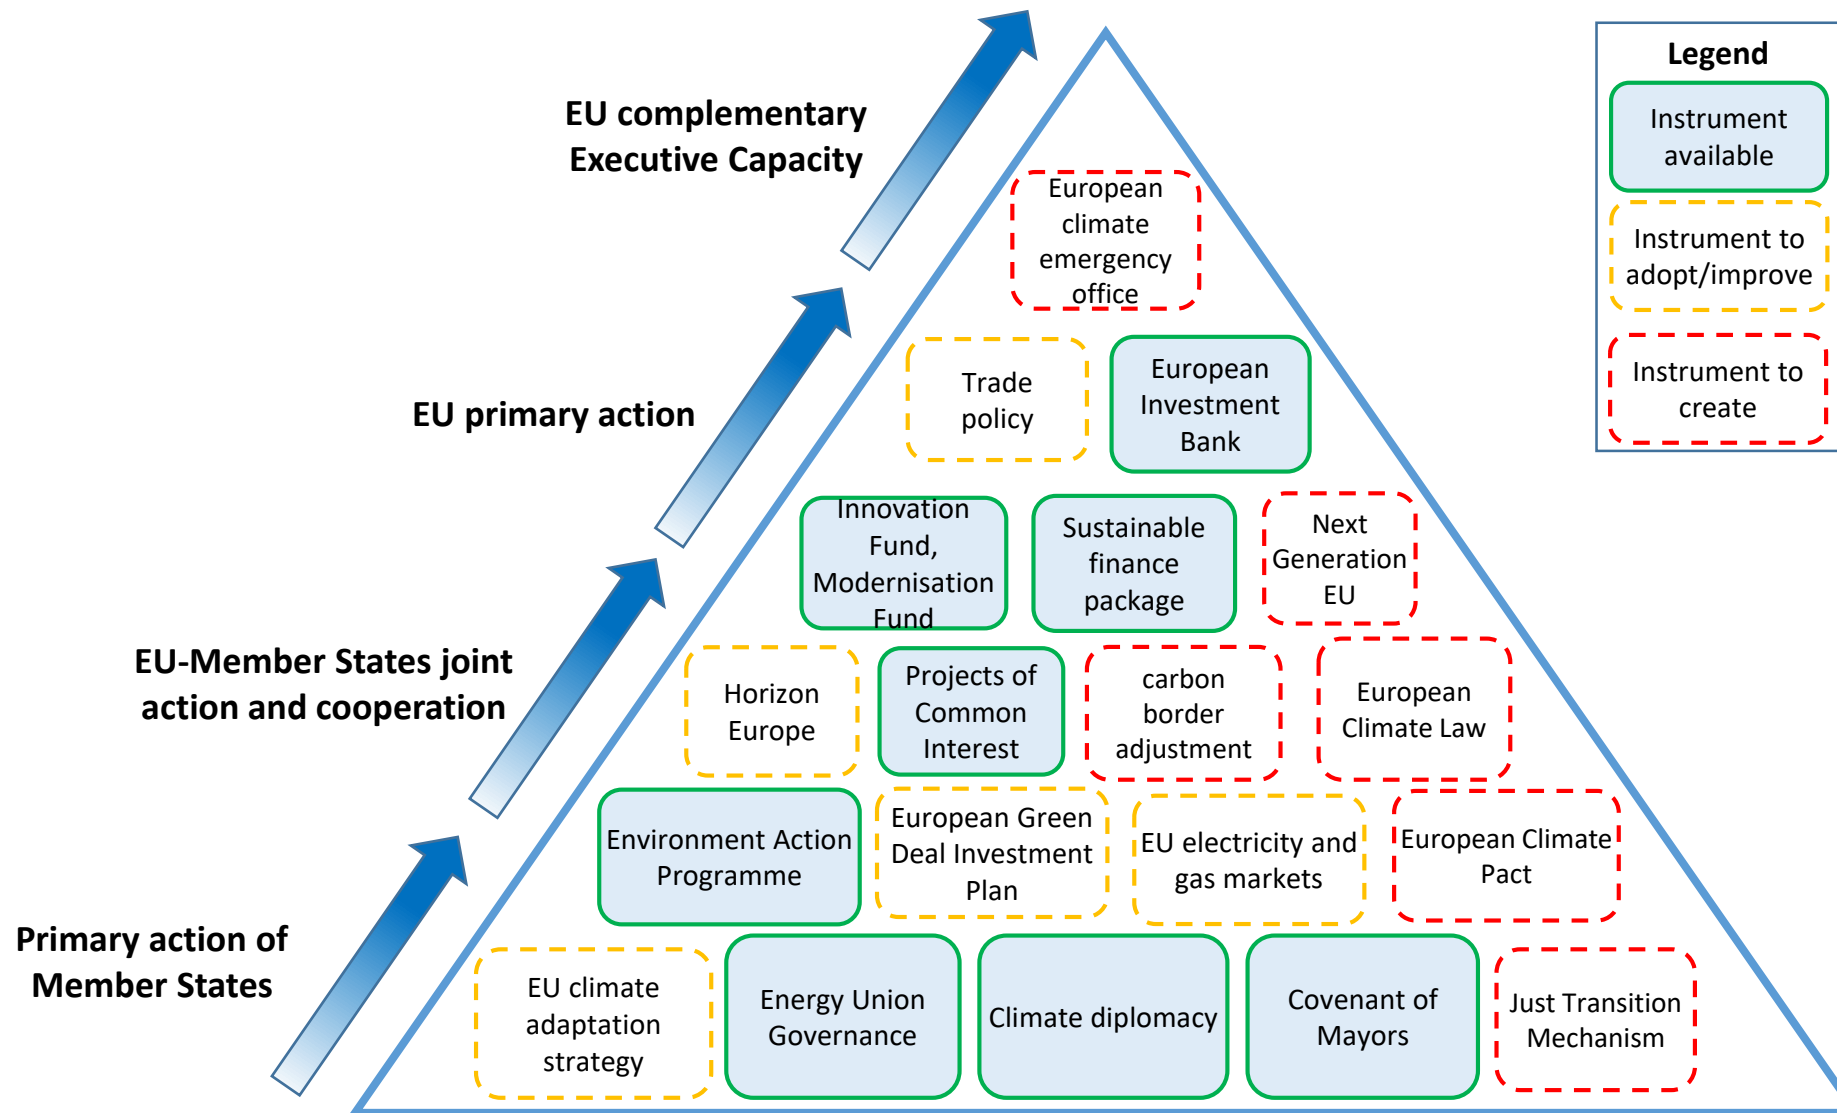 EU complementary
Executive Capacity
EU primary action
EU-Member States joint
action and cooperation
Primary action of
Member States
European
climate
emergency
office
Trade
policy
European
Investment
Bank
Innovation
Fund,
Modernisation
Fund
Sustainable
finance
package
Next
Generation
EU
Horizon
Europe
Projects of
Common
Interest
carbon
border
adjustment
European
Climate Law
Environment Action
Programme
European Green
Deal Investment
Plan
EU electricity and
gas markets
European Climate
Pact
EU climate
adaptation
strategy
Energy Union
Governance
Climate diplomacy
Covenant of
Mayors
Just Transition
Mechanism
Legend
Instrument
available
Instrument to
adopt/improve
Instrument to
create